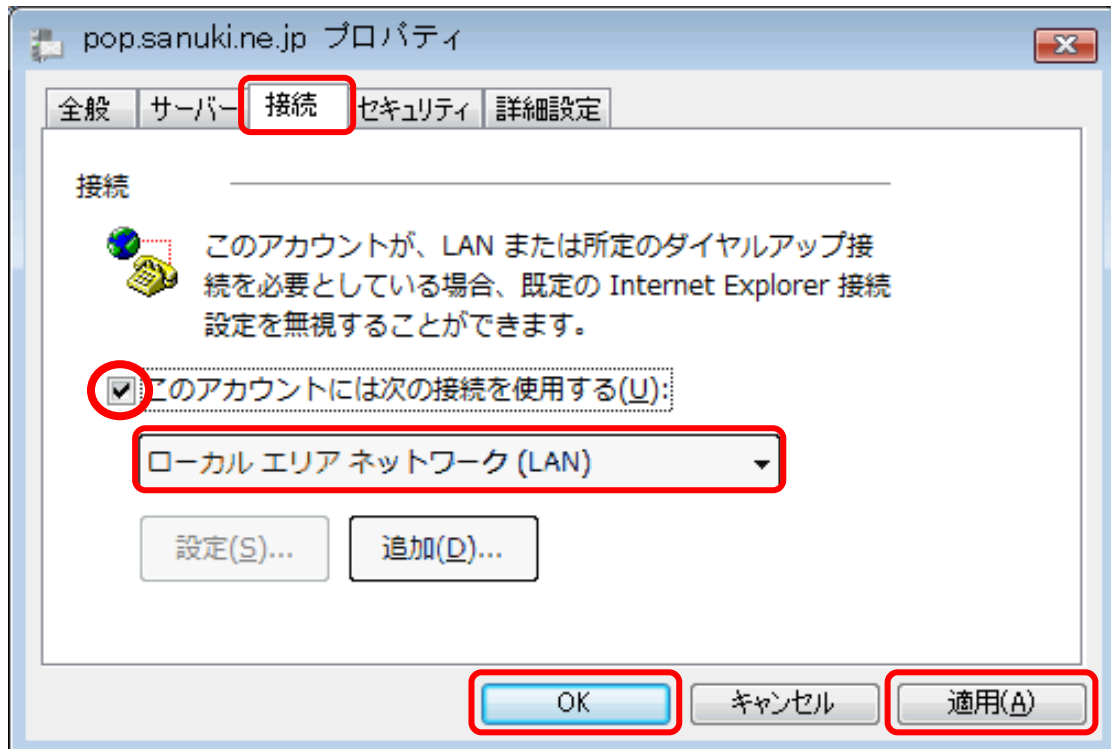 pop.sanuki.ne.jp プロパティ
全般 サーバー 接続 セキュリティ 詳細設定
接続
このアカウントが、LAN または所定のダイヤルアップ接
続を必要としている場合、既定の Internet Explorer 接続
設定を無視することができます。
このアカウントには次の接続を使用する(U):
ローカル エリア ネットワーク (LAN)
設定(S)... 追加(D)...
OK キャンセル 適用(A)